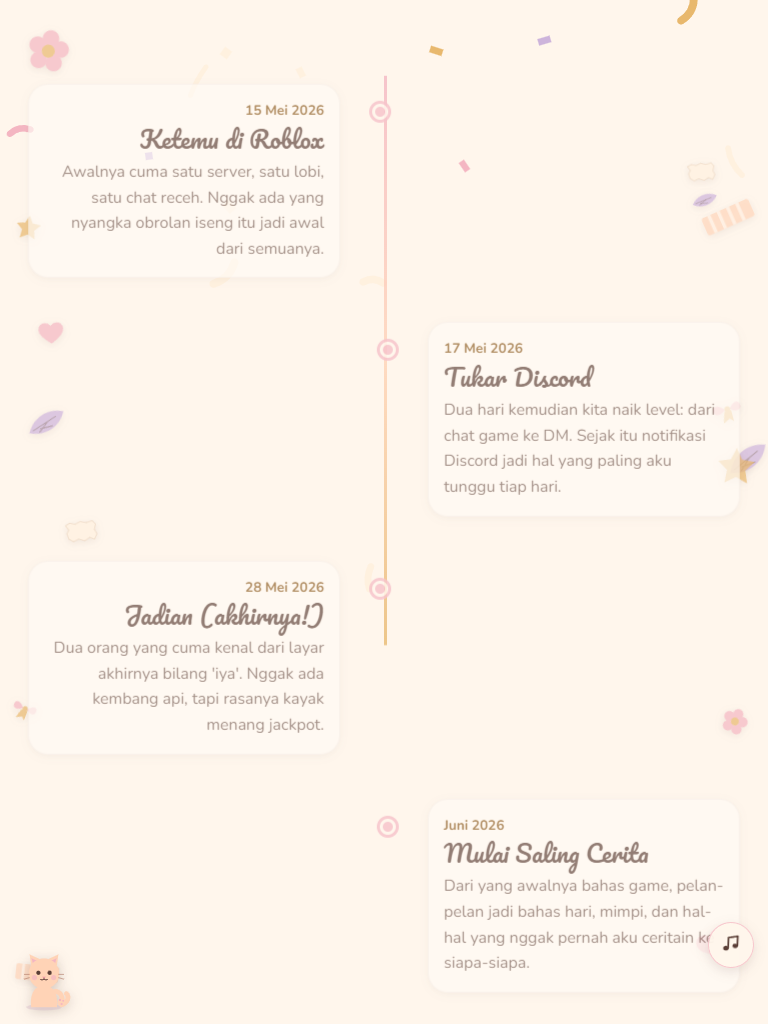 15 Mei 2026
Ketemu di Roblox
Awalnya cuma satu server, satu lobi,
satu chat receh. Nggak ada yang
nyangka obrolan iseng itu jadi awal
dari semuanya.
17 Mei 2026
Tukar Discord
Dua hari kemudian kita naik level: dari
chat game ke DM. Sejak itu notifikasi
Discord jadi hal yang paling aku
tunggu tiap hari.
28 Mei 2026
Jadian (akhirnya!)
Dua orang yang cuma kenal dari layar
akhirnya bilang 'iya'. Nggak ada
kembang api, tapi rasanya kayak
menang jackpot.
Juni 2026
Mulai Saling Cerita
Dari yang awalnya bahas game, pelan-
pelan jadi bahas hari, mimpi, dan hal-
hal yang nggak pernah aku ceritain ke
siapa-siapa.